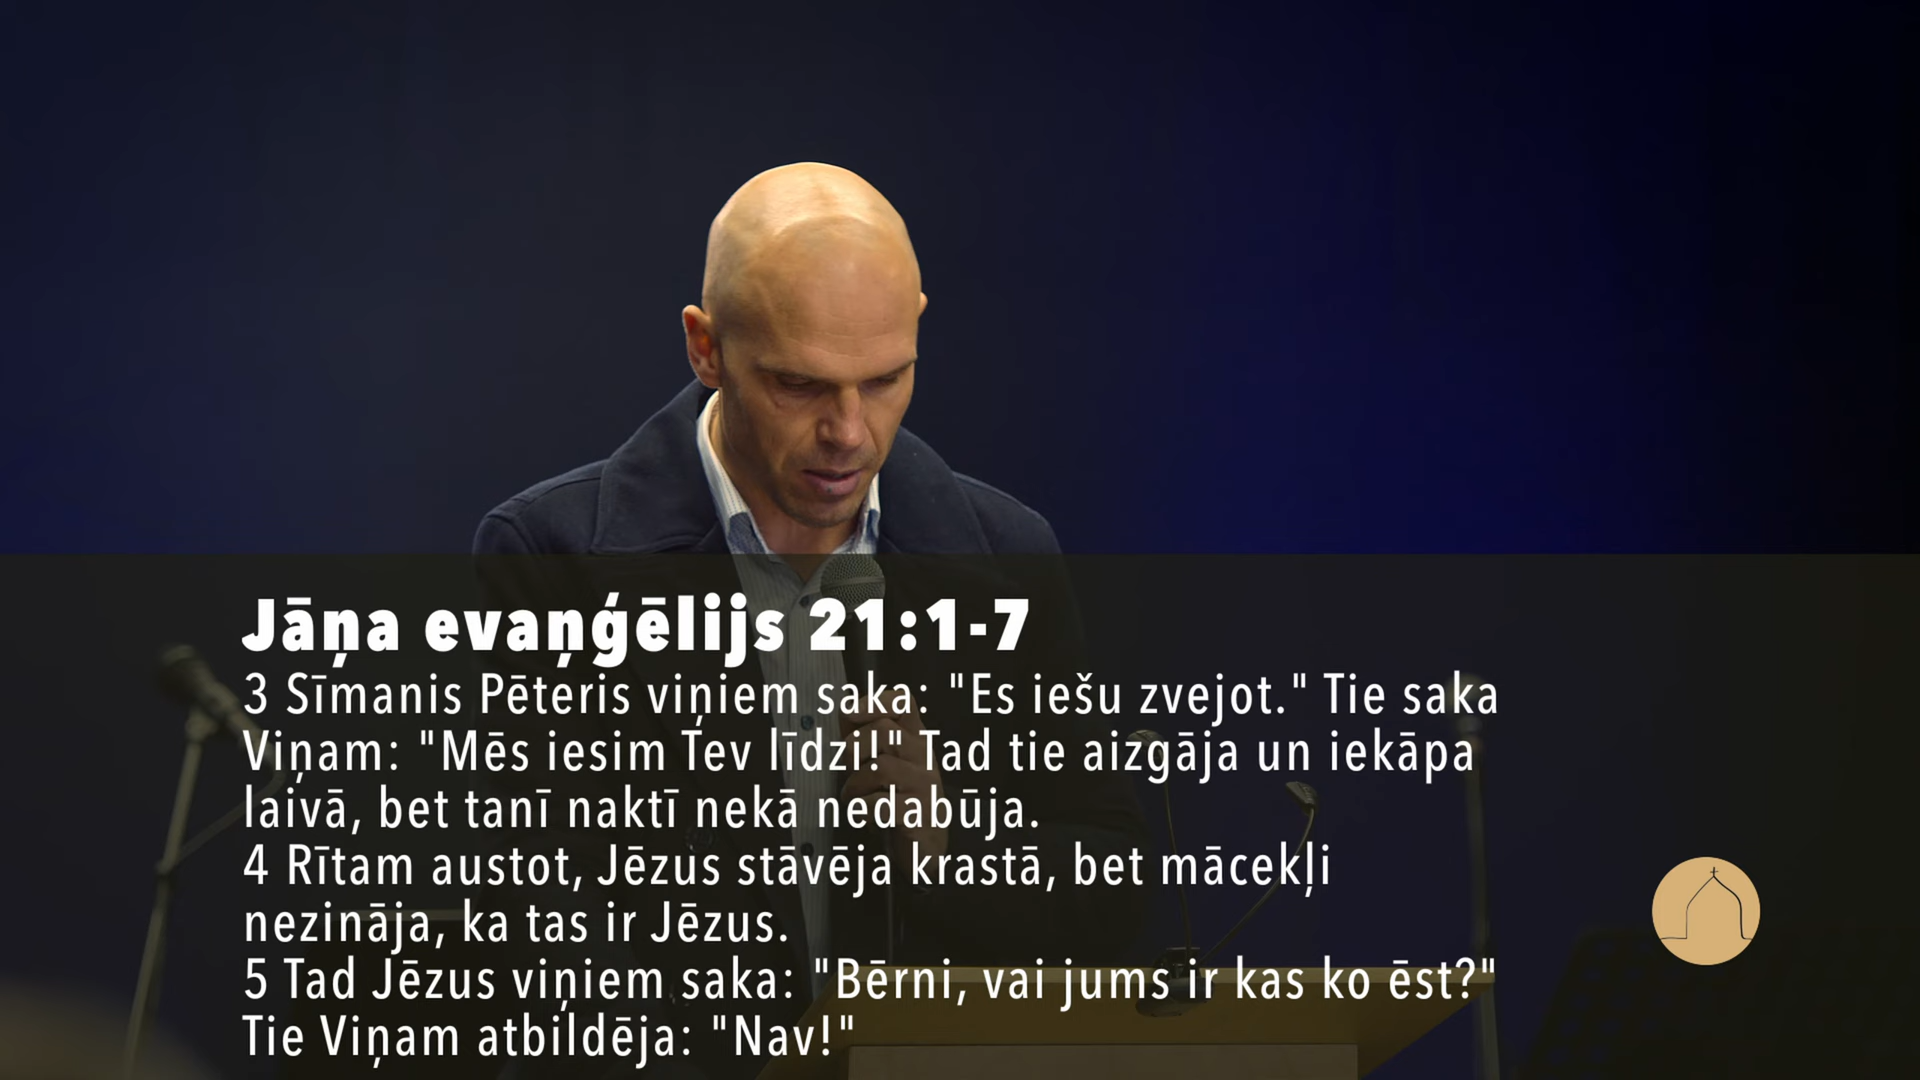 Jāņa evaņģēlijs 21:1-7
3 Sīmanis Pēteris viņiem saka: "Es iešu zvejot." Tie saka
Viņam: "Mēs iesim Tev līdzi!" Tad tie aizgāja un iekāpa
laivā, bet tanī naktī nekā nedabūja.
4 Rītam austot, Jēzus stāvēja krastā, bet mācekļi
nezināja, ka tas ir Jēzus.
5 Tad Jēzus viņiem saka: "Bērni, vai jums ir kas ko ēst?"
Tie Viņam atbildēja: "Nav!"